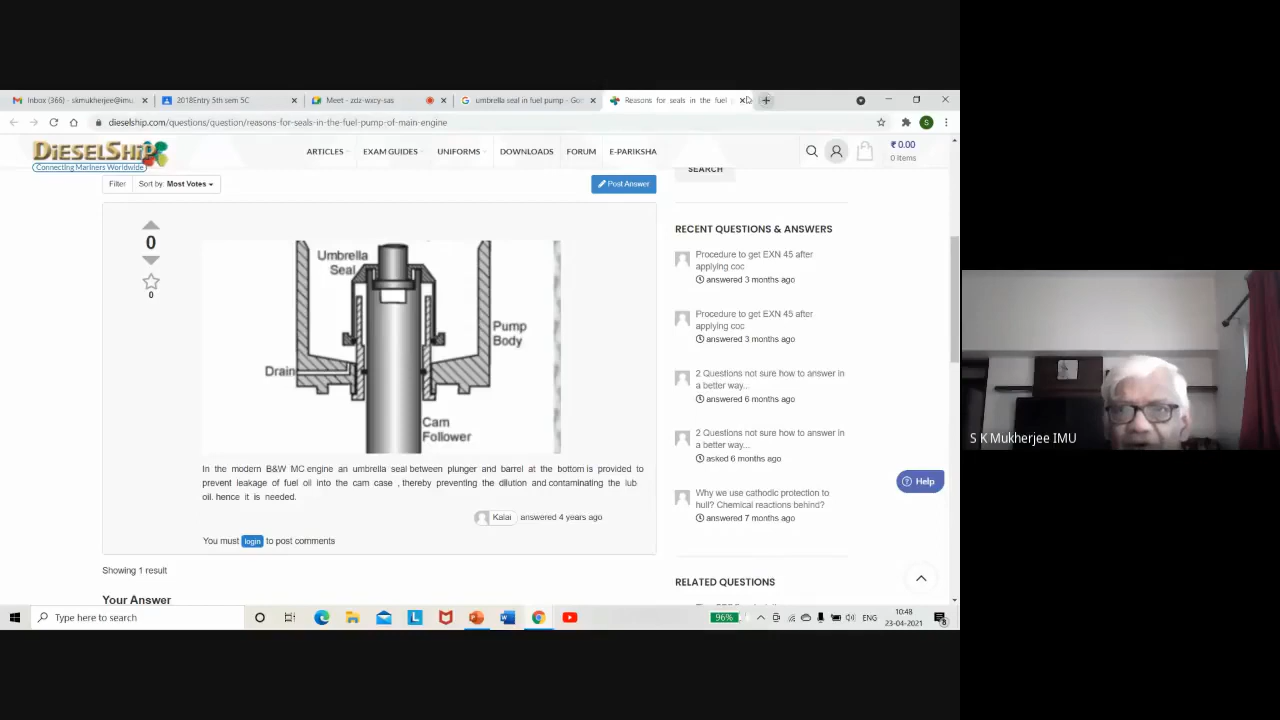 Inbox (366) - skmukherjee@imu
2018Entry 5th sem 5C
Meet - zdz-wxcy-sas
umbrella seal in fuel pump - Goo
Reasons for seals in the fuel
dieselship.com/questions/question/reasons-for-seals-in-the-fuel-pump-of-main-engine
DIESELSHIP
Connecting Mariners Worldwide
ARTICLES
EXAM GUIDES
UNIFORMS
DOWNLOADS
FORUM
E-PARIKSHA
₹ 0.00
0 items
SEARCH
Filter
Sort by: Most Votes
Post Answer
0
0
Umbrella
Seal
Pump
Body
Drain
Cam
Follower
In the modern B&W MC engine an umbrella seal between plunger and barrel at the bottom is provided to
prevent leakage of fuel oil into the cam case , thereby preventing the dilution and contaminating the lub
oil. hence it is needed.
Kalai answered 4 years ago
You must login to post comments
Showing 1 result
Your Answer
RECENT QUESTIONS & ANSWERS
Procedure to get EXN 45 after
applying coc
answered 3 months ago
Procedure to get EXN 45 after
applying coc
answered 3 months ago
2 Questions not sure how to answer in
a better way...
answered 6 months ago
2 Questions not sure how to answer in
a better way...
asked 6 months ago
Why we use cathodic protection to
hull? Chemical reactions behind?
answered 7 months ago
RELATED QUESTIONS
Help
S K Mukherjee IMU
Type here to search
96%
ENG
10:48
23-04-2021
8